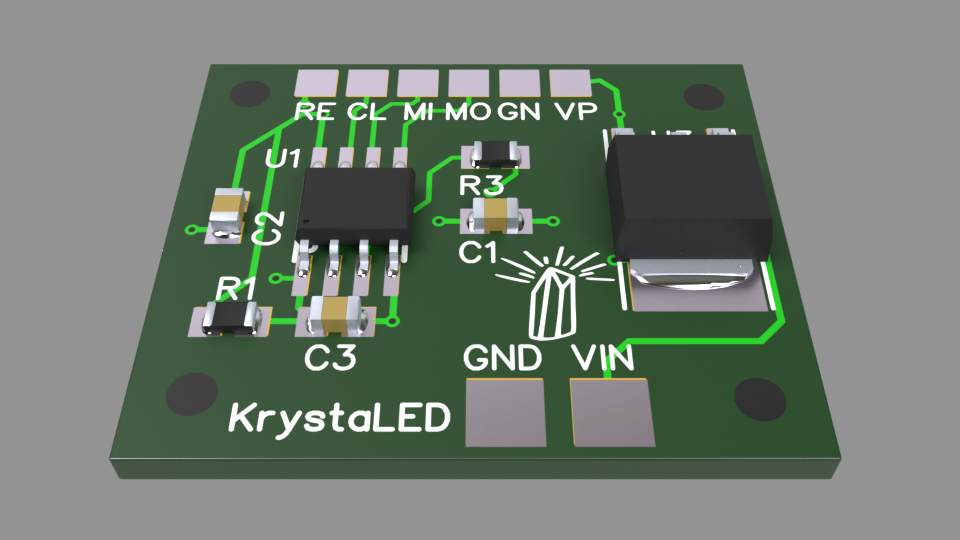 RE CL MI MO GN VP
U1
R3
C2
C1
R1
C3
GND VIN
KrystaLED